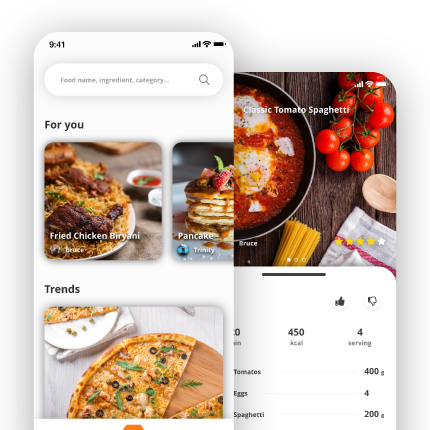 9:41
Food name, ingredient, category...
For you
Fried Chicken Biryani
Bruce
Pancake
Trinity
Trends
Classic Tomato Spaghetti
Bruce
20
in
450
kcal
4
serving
Tomatos
400 g
Eggs
4
Spaghetti
200 g